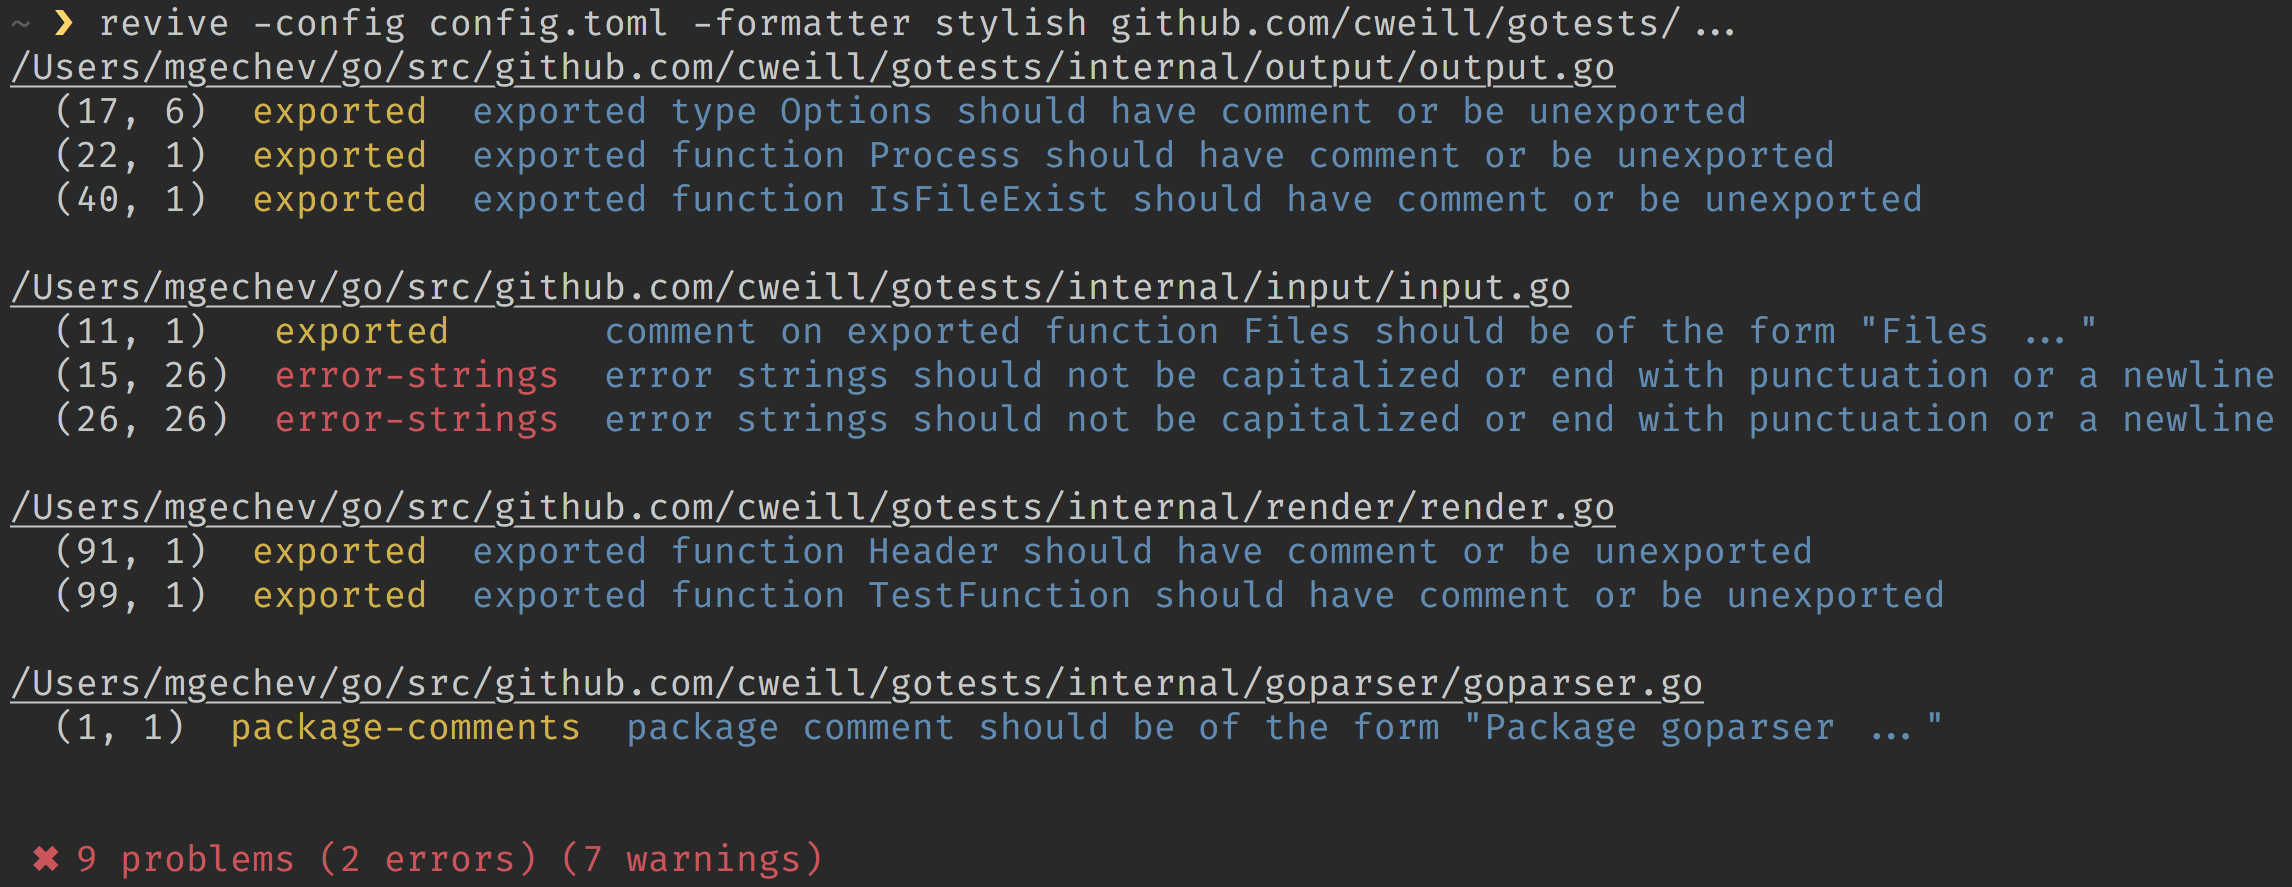 ~ ❯ revive -config config.toml -formatter stylish github.com/cweill/gotests/...
/Users/mgechev/go/src/github.com/cweill/gotests/internal/output/output.go
(17, 6) exported exported type Options should have comment or be unexported
(22, 1) exported exported function Process should have comment or be unexported
(40, 1) exported exported function IsFileExist should have comment or be unexported
/Users/mgechev/go/src/github.com/cweill/gotests/internal/input/input.go
(11, 1) exported comment on exported function Files should be of the form "Files ..."
(15, 26) error-strings error strings should not be capitalized or end with punctuation or a newline
(26, 26) error-strings error strings should not be capitalized or end with punctuation or a newline
/Users/mgechev/go/src/github.com/cweill/gotests/internal/render/render.go
(91, 1) exported exported function Header should have comment or be unexported
(99, 1) exported exported function TestFunction should have comment or be unexported
/Users/mgechev/go/src/github.com/cweill/gotests/internal/goparser/goparser.go
(1, 1) package-comments package comment should be of the form "Package goparser ..."
✖ 9 problems (2 errors) (7 warnings)